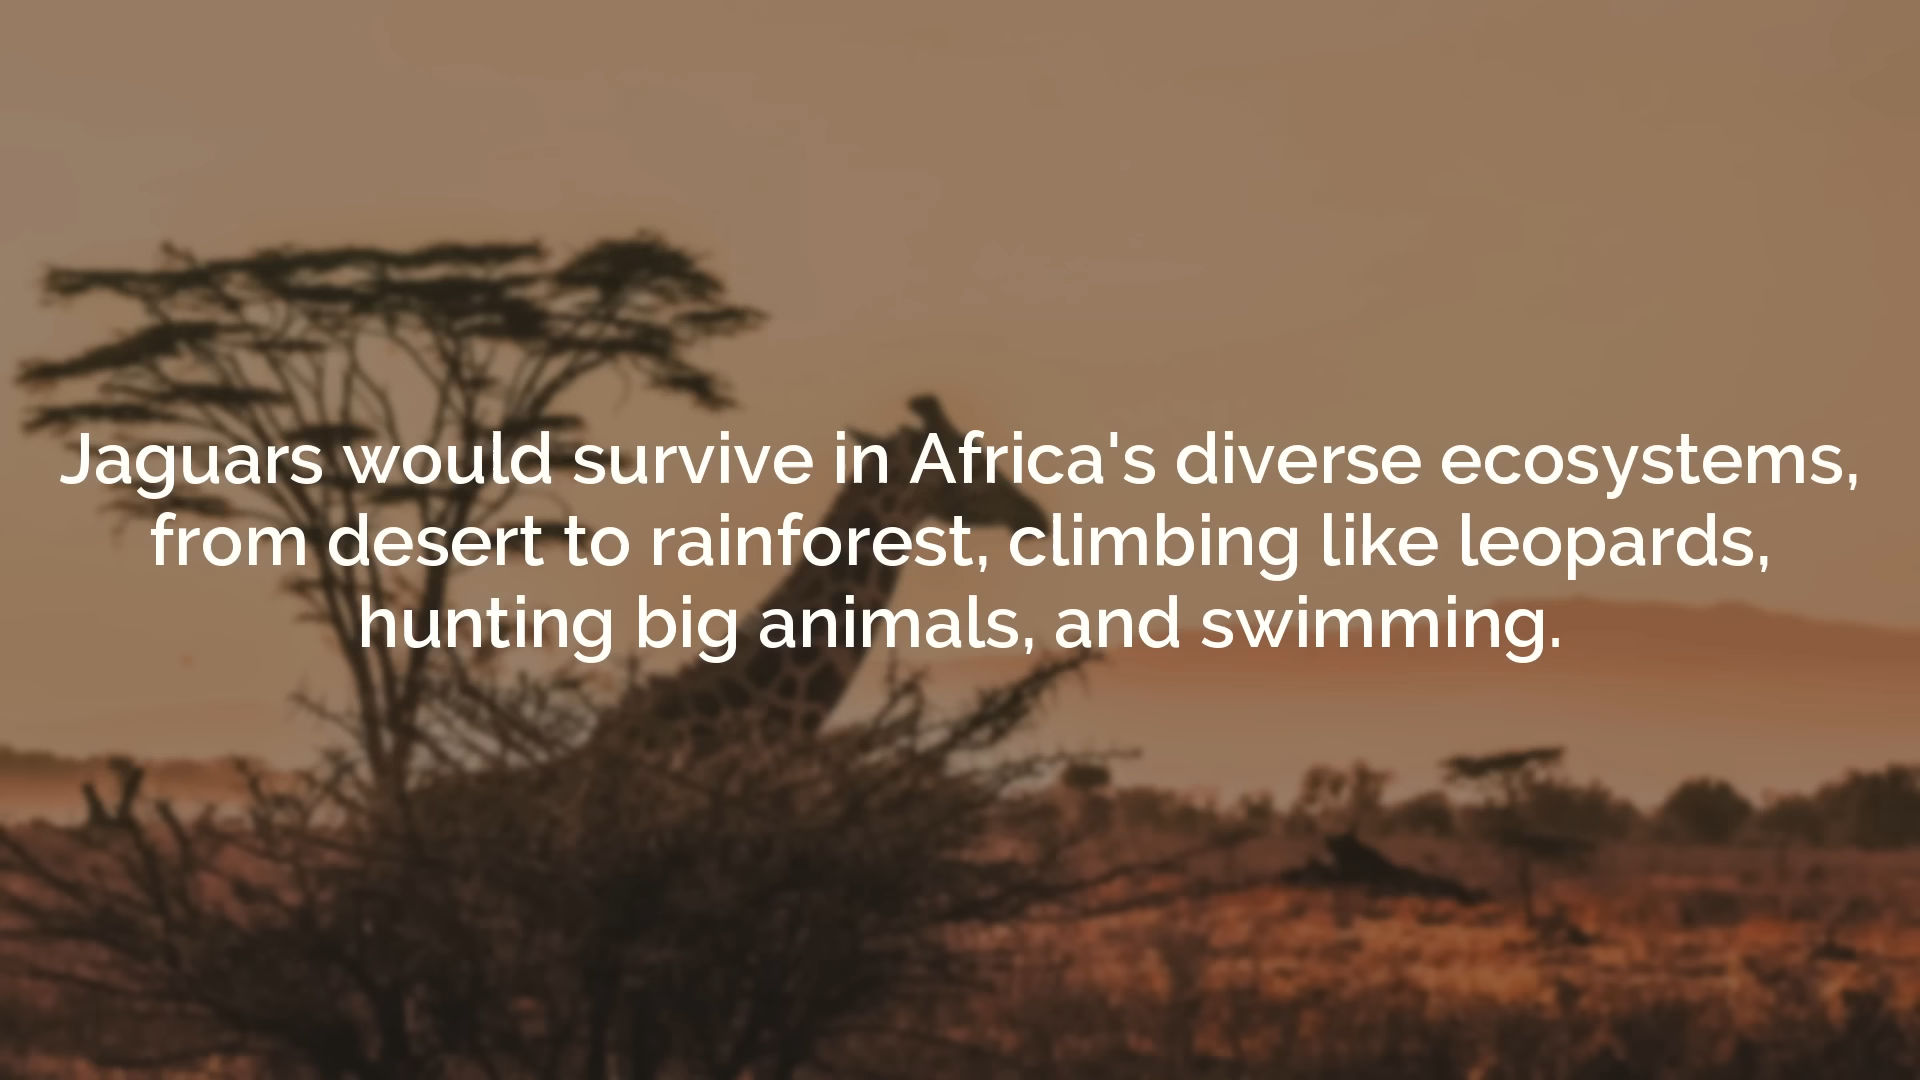 Jaguars would survive in Africa's diverse ecosystems,
from desert to rainforest, climbing like leopards,
hunting big animals, and swimming.